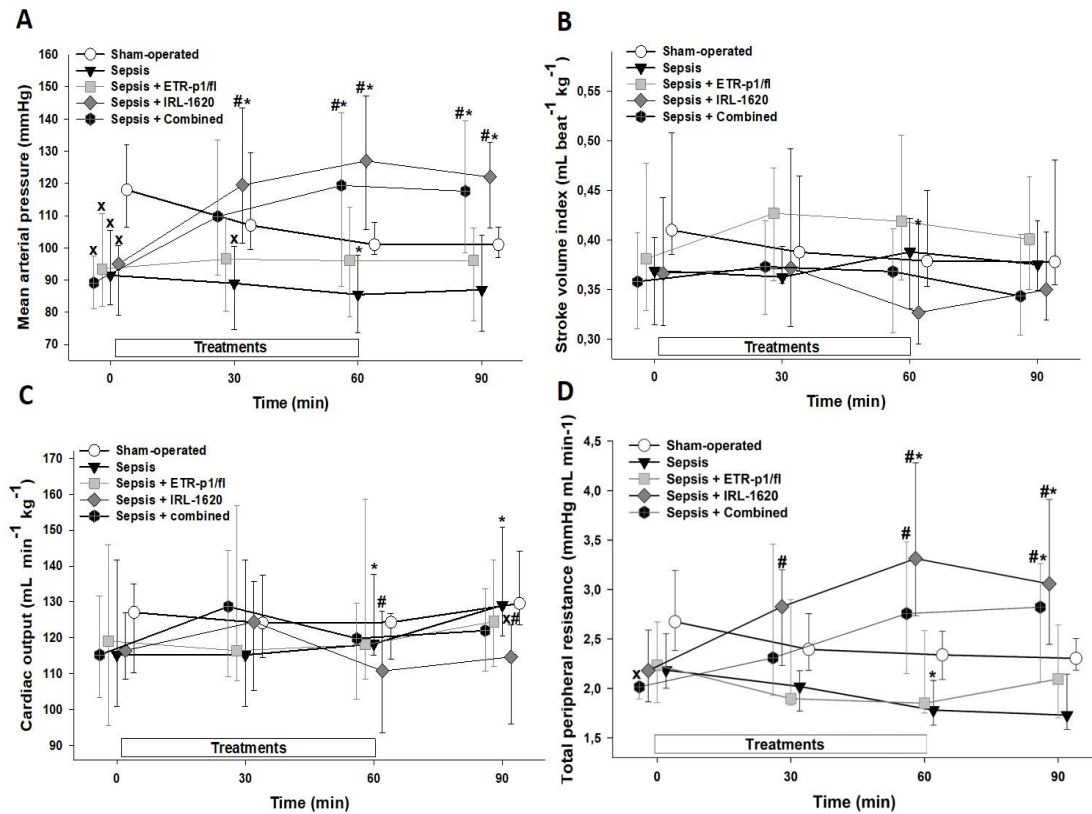 A
Mean arterial pressure (mmHg)
160
150
140
130
120
110
100
90
80
70
Sham-operated
Sepsis
Sepsis + ETR-p1/fl
Sepsis + IRL-1620
Sepsis + Combined
x
x
x
x
#*
x
#*
*
#*
#*
Treatments
0
30
60
90
Time (min)
B
Stroke volume index (mL beat⁻¹ kg⁻¹)
0,55
0,45
0,40
0,35
0,30
Sham-operated
Sepsis
Sepsis + ETR-p1/fl
Sepsis + IRL-1620
Sepsis + Combined
*
Treatments
0
30
60
90
Time (min)
C
Cardiac output (mL min⁻¹ kg⁻¹)
170
160
150
140
130
120
110
90
Sham-operated
Sepsis
Sepsis + ETR-p1/fl
Sepsis + IRL-1620
Sepsis + combined
*
#
*
x#
Treatments
0
30
60
90
Time (min)
D
Total peripheral resistance (mmHg mL min-1)
4,5
4,0
3,5
3,0
2,5
2,0
1,5
Sham-operated
Sepsis
Sepsis + ETR-p1/fl
Sepsis + IRL-1620
Sepsis + Combined
x
#
#*
#
*
#*
#*
Treatments
0
30
60
90
Time (min)